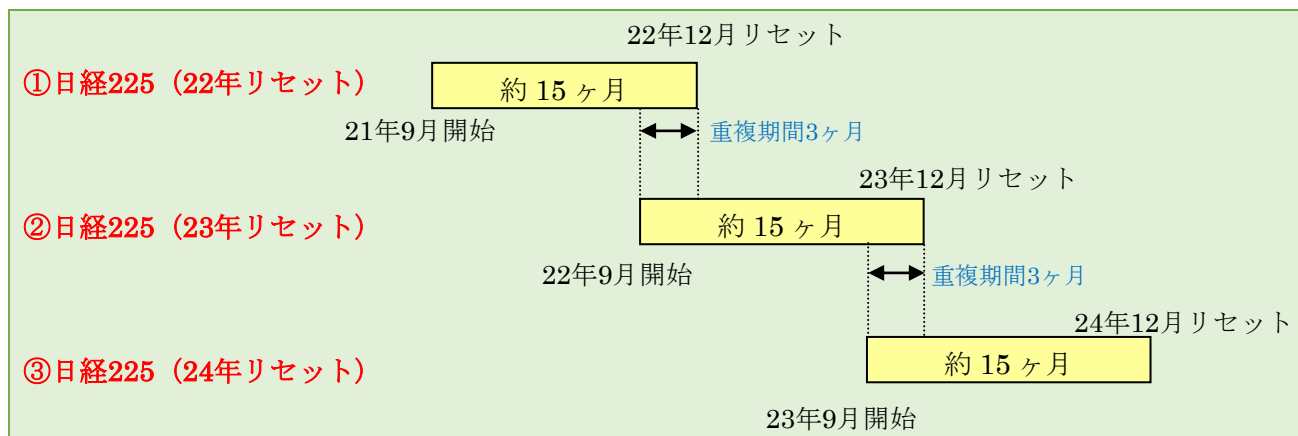 22年12月リセット
①日経225（22年リセット）
約 15 ヶ月
21年9月開始
重複期間3ヶ月
23年12月リセット
②日経225（23年リセット）
約 15 ヶ月
22年9月開始
重複期間3ヶ月
24年12月リセット
③日経225（24年リセット）
約 15 ヶ月
23年9月開始